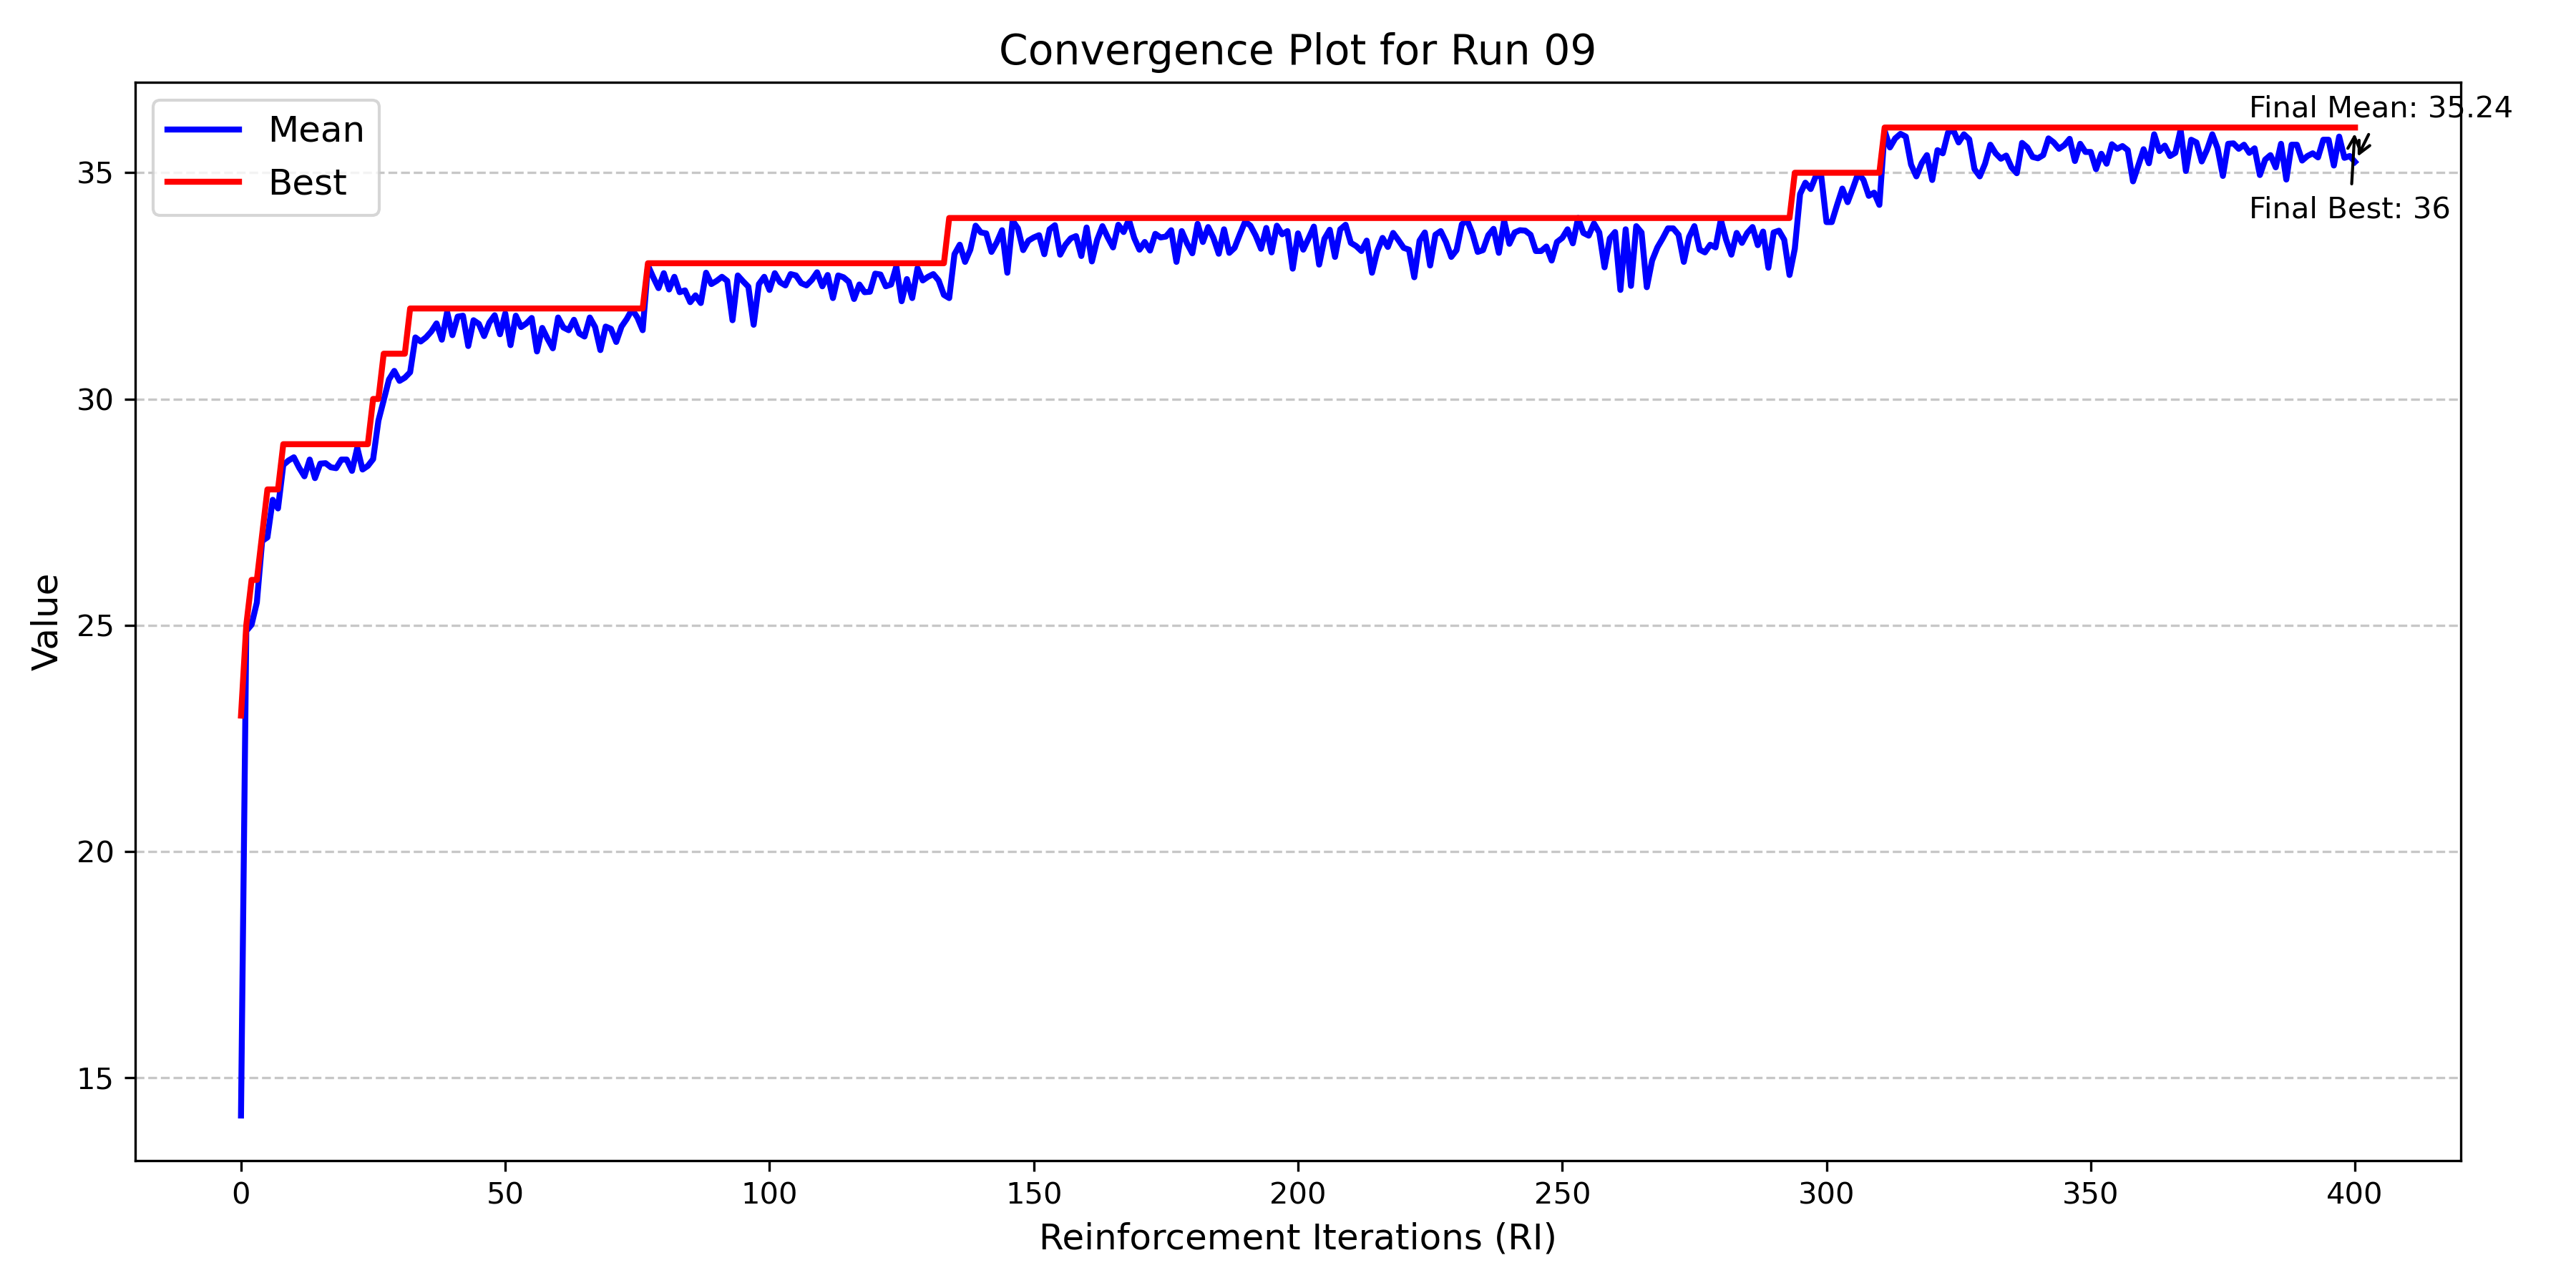 Convergence Plot for Run 09
Mean
Best
Final Mean: 35.24
Final Best: 36
Value
35
30
25
20
15
0 50 100 150 200 250 300 350 400
Reinforcement Iterations (RI)